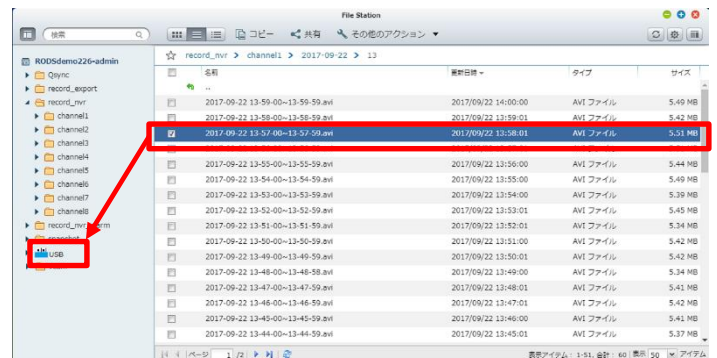 File Station
検索
コピー 共有 その他のアクション ▼
RODSdemo226-admin
Qsync
record_export
record_nvr
channel1
channel2
channel3
channel4
channel5
channel6
channel7
channel8
USB
record_nvr > channel1 > 2017-09-22 > 13
名前 更新日時 タイプ サイズ
..
2017-09-22 13-59-00~13-59-59.avi 2017/09/22 14:00:00 AVI ファイル 5.49 MB
2017-09-22 13-58-00~13-58-59.avi 2017/09/22 13:59:01 AVI ファイル 5.42 MB
2017-09-22 13-57-00~13-57-59.avi 2017/09/22 13:58:01 AVI ファイル 5.51 MB
2017-09-22 13-55-00~13-55-59.avi 2017/09/22 13:56:00 AVI ファイル 5.44 MB
2017-09-22 13-54-00~13-54-59.avi 2017/09/22 13:55:00 AVI ファイル 5.49 MB
2017-09-22 13-53-00~13-53-59.avi 2017/09/22 13:54:00 AVI ファイル 5.39 MB
2017-09-22 13-52-00~13-52-59.avi 2017/09/22 13:53:01 AVI ファイル 5.45 MB
2017-09-22 13-51-00~13-51-59.avi 2017/09/22 13:52:01 AVI ファイル 5.34 MB
2017-09-22 13-50-00~13-50-59.avi 2017/09/22 13:51:00 AVI ファイル 5.42 MB
2017-09-22 13-49-00~13-49-59.avi 2017/09/22 13:50:01 AVI ファイル 5.42 MB
2017-09-22 13-48-00~13-48-58.avi 2017/09/22 13:49:00 AVI ファイル 5.34 MB
2017-09-22 13-47-00~13-47-59.avi 2017/09/22 13:48:01 AVI ファイル 5.41 MB
2017-09-22 13-46-00~13-46-59.avi 2017/09/22 13:47:01 AVI ファイル 5.42 MB
2017-09-22 13-45-00~13-45-59.avi 2017/09/22 13:46:00 AVI ファイル 5.41 MB
2017-09-22 13-44-00~13-44-59.avi 2017/09/22 13:45:01 AVI ファイル 5.37 MB
ページ 1 /2 表示アイテム: 1-51, 合計: 60 表示 50 アイテム